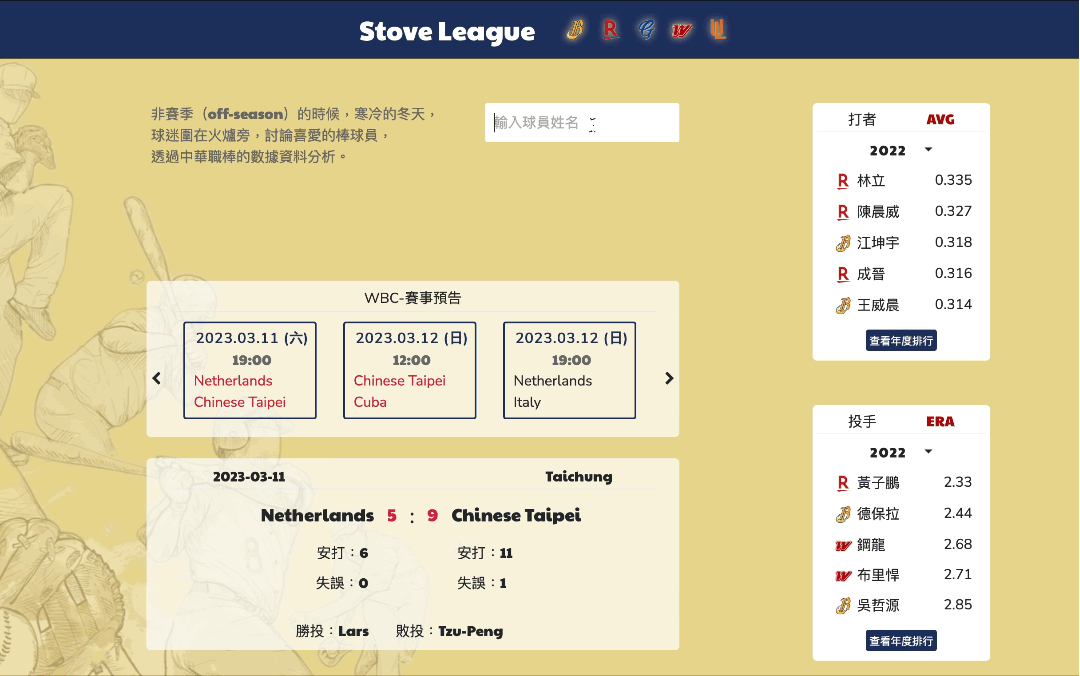 Stove League
非賽季（off-season）的時候，寒冷的冬天，
球迷圍在火爐旁，討論喜愛的棒球員，
透過中華職棒的數據資料分析。
輸入球員姓名
WBC-賽事預告
2023.03.11 (六)
19:00
Netherlands
Chinese Taipei
2023.03.12 (日)
12:00
Chinese Taipei
Cuba
2023.03.12 (日)
19:00
Netherlands
Italy
2023-03-11 Taichung
Netherlands 5 : 9 Chinese Taipei
安打：6 安打：11
失誤：0 失誤：1
勝投：Lars 敗投：Tzu-Peng
打者 AVG
2022
R 林立 0.335
R 陳晨威 0.327
B 江坤宇 0.318
R 成晉 0.316
B 王威晨 0.314
查看年度排行
投手 ERA
2022
R 黃子鵬 2.33
B 德保拉 2.44
W 鋼龍 2.68
W 布里悍 2.71
B 吳哲源 2.85
查看年度排行